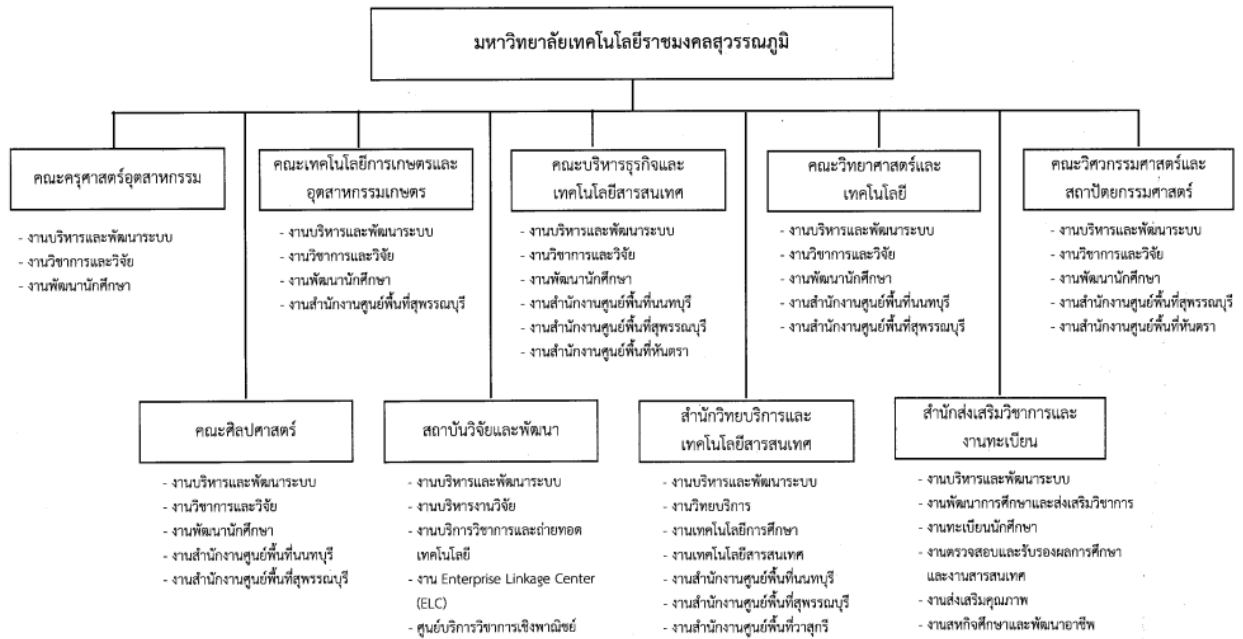 มหาวิทยาลัยเทคโนโลยีราชมงคลสุวรรณภูมิ
คณะครุศาสตร์อุตสาหกรรม
- งานบริหารและพัฒนาระบบ
- งานวิชาการและวิจัย
- งานพัฒนานักศึกษา
คณะเทคโนโลยีการเกษตรและ
อุตสาหกรรมเกษตร
- งานบริหารและพัฒนาระบบ
- งานวิชาการและวิจัย
- งานพัฒนานักศึกษา
- งานสำนักงานศูนย์พื้นที่สุพรรณบุรี
คณะบริหารธุรกิจและ
เทคโนโลยีสารสนเทศ
- งานบริหารและพัฒนาระบบ
- งานวิชาการและวิจัย
- งานพัฒนานักศึกษา
- งานสำนักงานศูนย์พื้นที่นนทบุรี
- งานสำนักงานศูนย์พื้นที่สุพรรณบุรี
- งานสำนักงานศูนย์พื้นที่หันตรา
คณะวิทยาศาสตร์และ
เทคโนโลยี
- งานบริหารและพัฒนาระบบ
- งานวิชาการและวิจัย
- งานพัฒนานักศึกษา
- งานสำนักงานศูนย์พื้นที่นนทบุรี
- งานสำนักงานศูนย์พื้นที่สุพรรณบุรี
คณะวิศวกรรมศาสตร์และ
สถาปัตยกรรมศาสตร์
- งานบริหารและพัฒนาระบบ
- งานวิชาการและวิจัย
- งานพัฒนานักศึกษา
- งานสำนักงานศูนย์พื้นที่สุพรรณบุรี
- งานสำนักงานศูนย์พื้นที่หันตรา
คณะศิลปศาสตร์
- งานบริหารและพัฒนาระบบ
- งานวิชาการและวิจัย
- งานพัฒนานักศึกษา
- งานสำนักงานศูนย์พื้นที่นนทบุรี
- งานสำนักงานศูนย์พื้นที่สุพรรณบุรี
สถาบันวิจัยและพัฒนา
- งานบริหารและพัฒนาระบบ
- งานบริหารงานวิจัย
- งานบริการวิชาการและถ่ายทอด
เทคโนโลยี
- งาน Enterprise Linkage Center
(ELC)
- ศูนย์บริการวิชาการเชิงพาณิชย์
สำนักวิทยบริการและ
เทคโนโลยีสารสนเทศ
- งานบริหารและพัฒนาระบบ
- งานวิทยบริการ
- งานเทคโนโลยีการศึกษา
- งานเทคโนโลยีสารสนเทศ
- งานสำนักงานศูนย์พื้นที่นนทบุรี
- งานสำนักงานศูนย์พื้นที่สุพรรณบุรี
- งานสำนักงานศูนย์พื้นที่วาสุกรี
สำนักส่งเสริมวิชาการและ
งานทะเบียน
- งานบริหารและพัฒนาระบบ
- งานพัฒนาการศึกษาและส่งเสริมวิชาการ
- งานทะเบียนนักศึกษา
- งานตรวจสอบและรับรองผลการศึกษา
และงานสารสนเทศ
- งานส่งเสริมคุณภาพ
- งานสหกิจศึกษาและพัฒนาอาชีพ